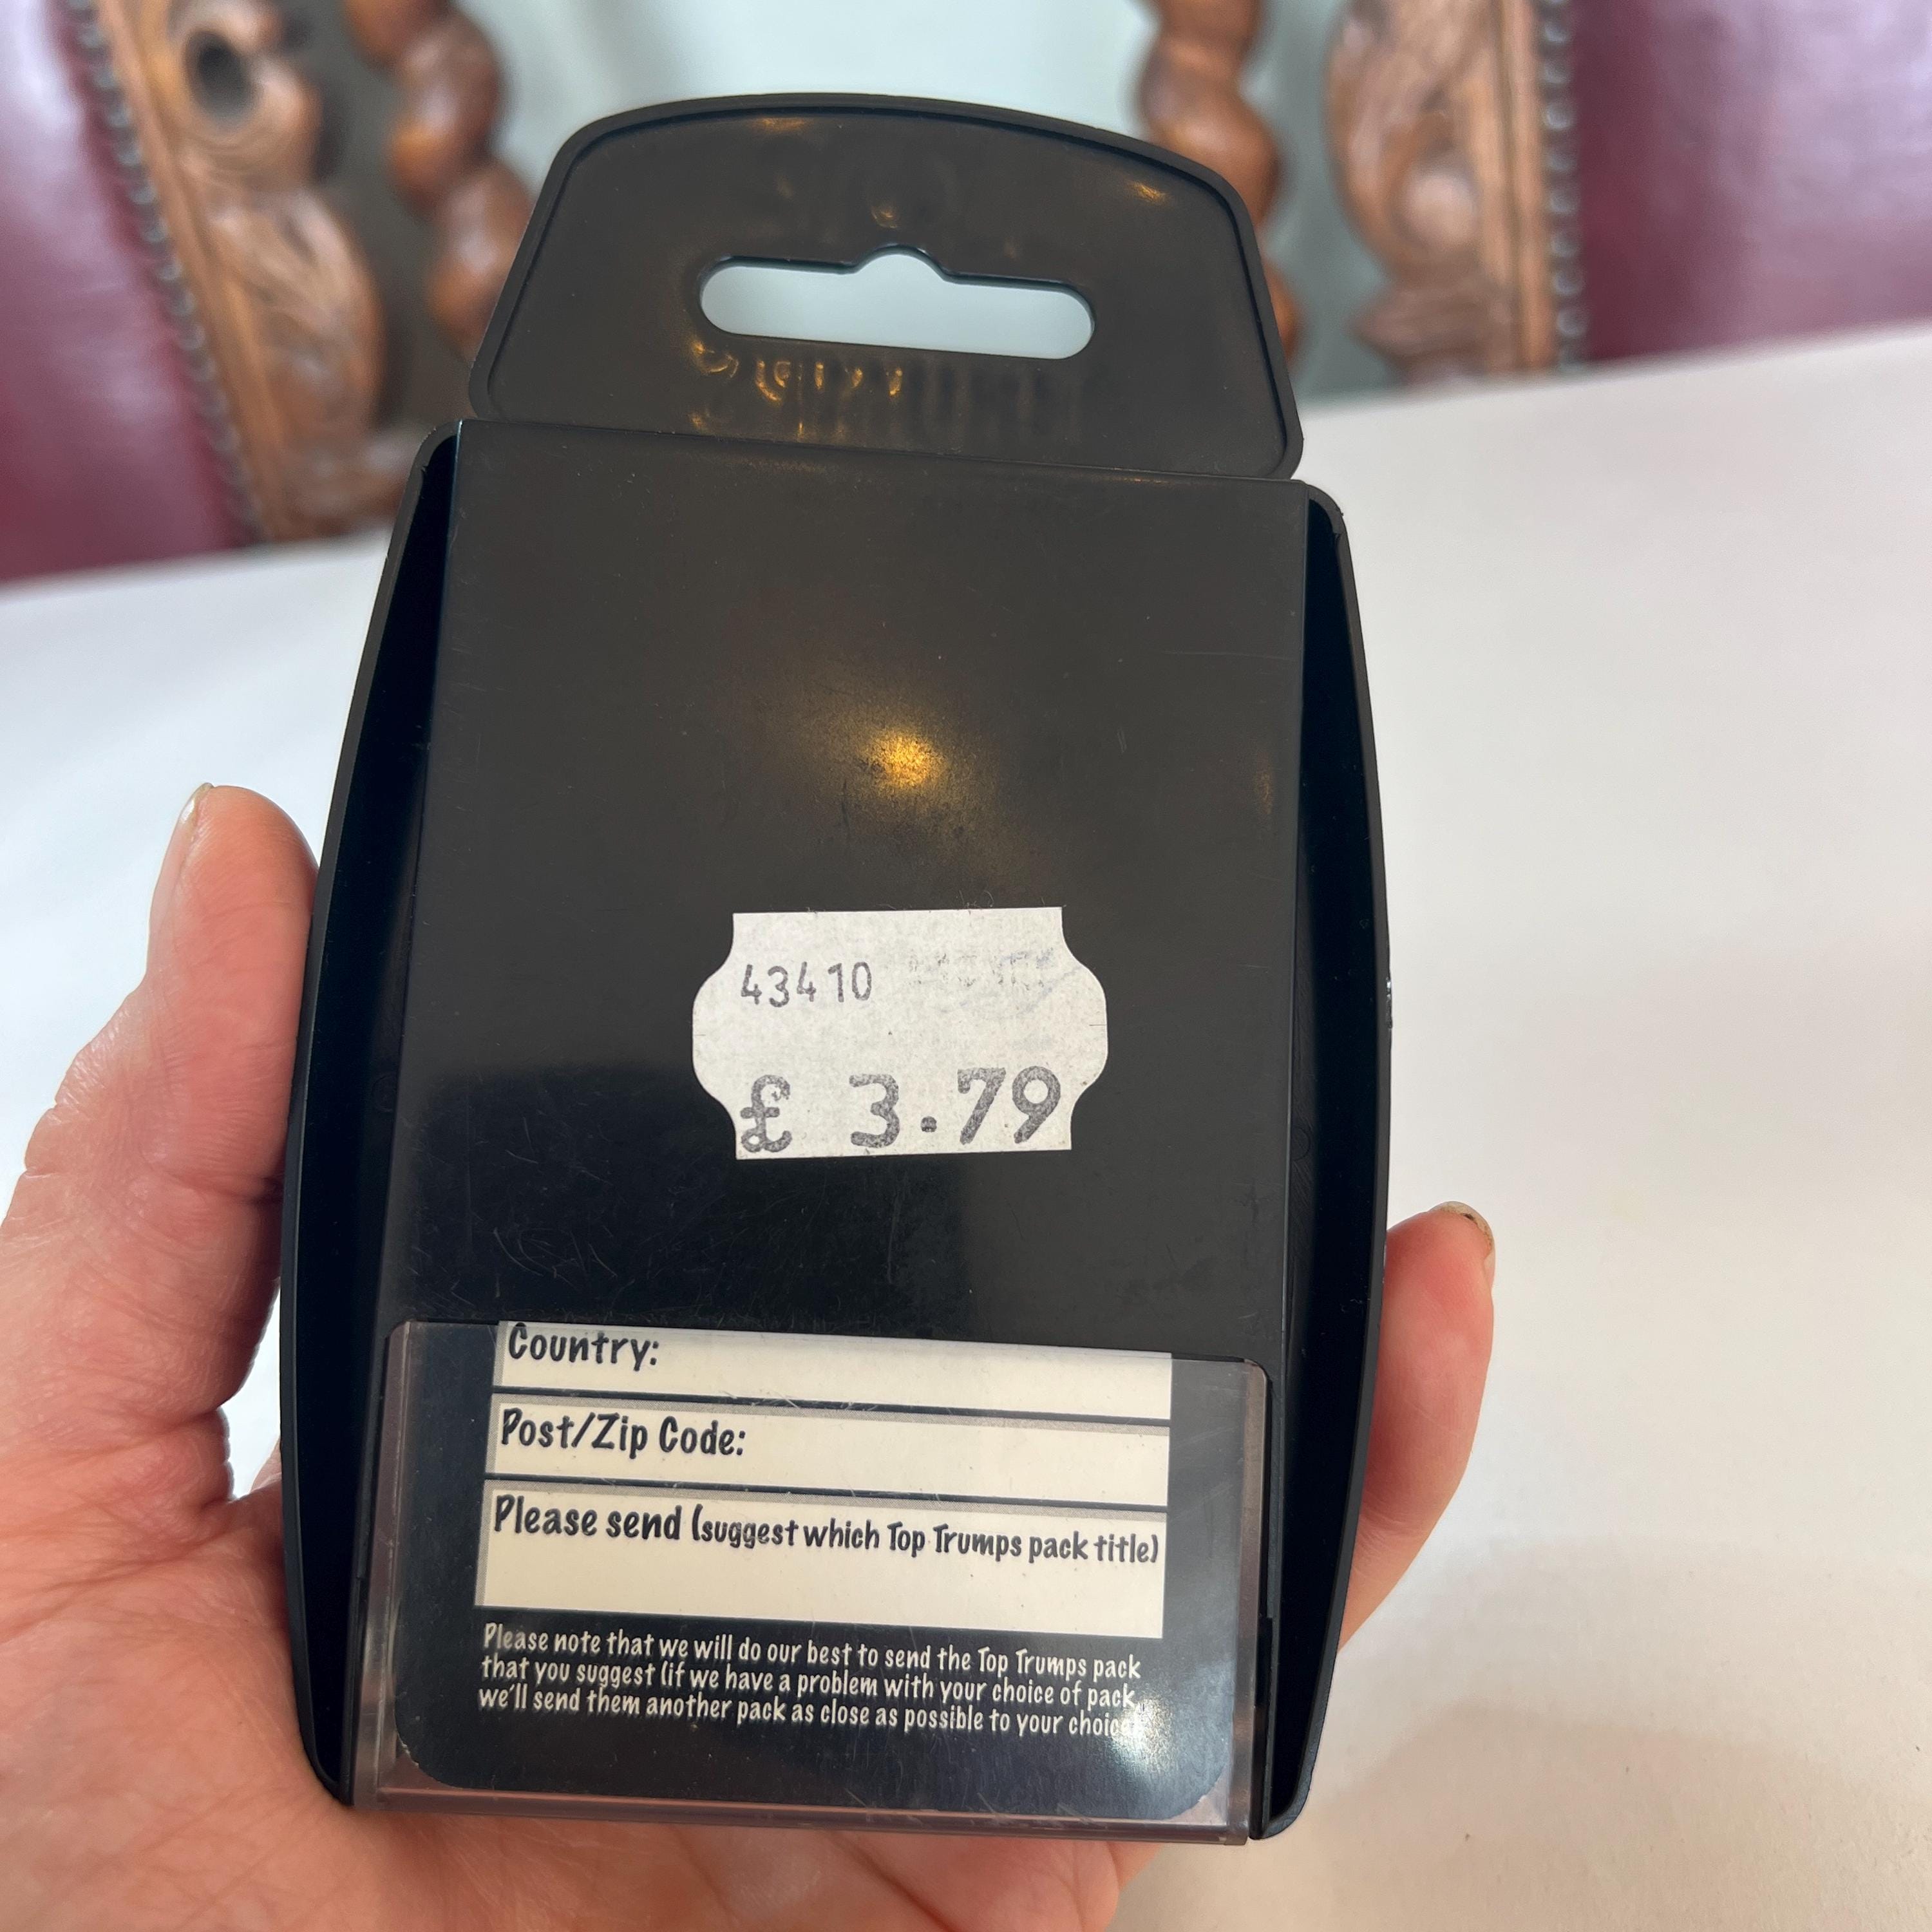 43410
£ 3.79
Country:
Post/Zip Code:
Please send (suggest which Top Trumps pack title)
Please note that we will do our best to send the Top Trumps pack
that you suggest (if we have a problem with your choice of pack,
we'll send them another pack as close as possible to your choice